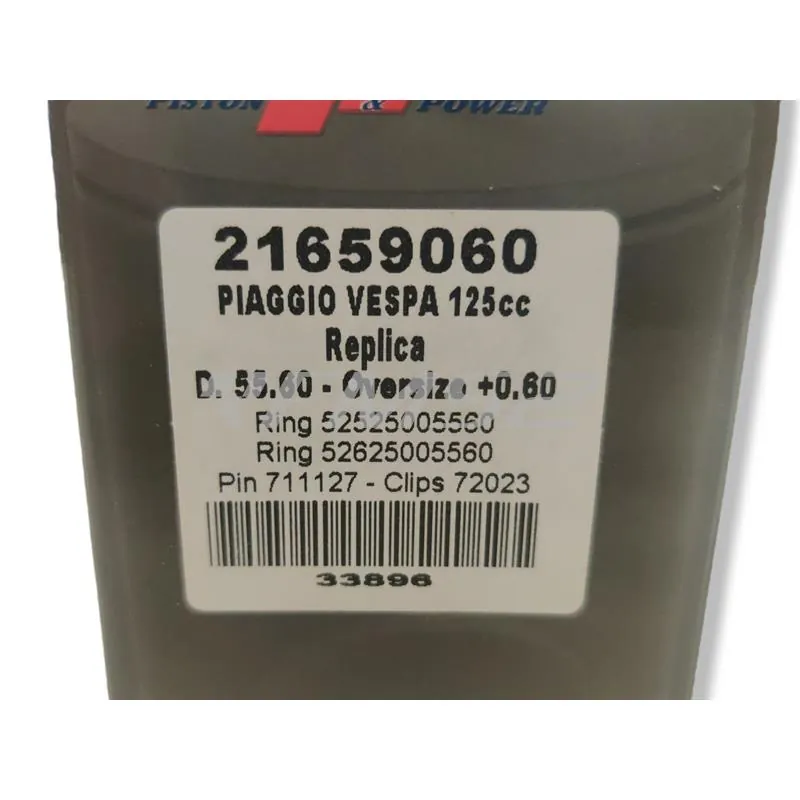 PISTON & POWER
21659060
PIAGGIO VESPA 125cc
Replica
D. 55.60 - Oversize +0.60
Ring 52525005560
Ring 52625005560
Pin 711127 - Clips 72023
33896